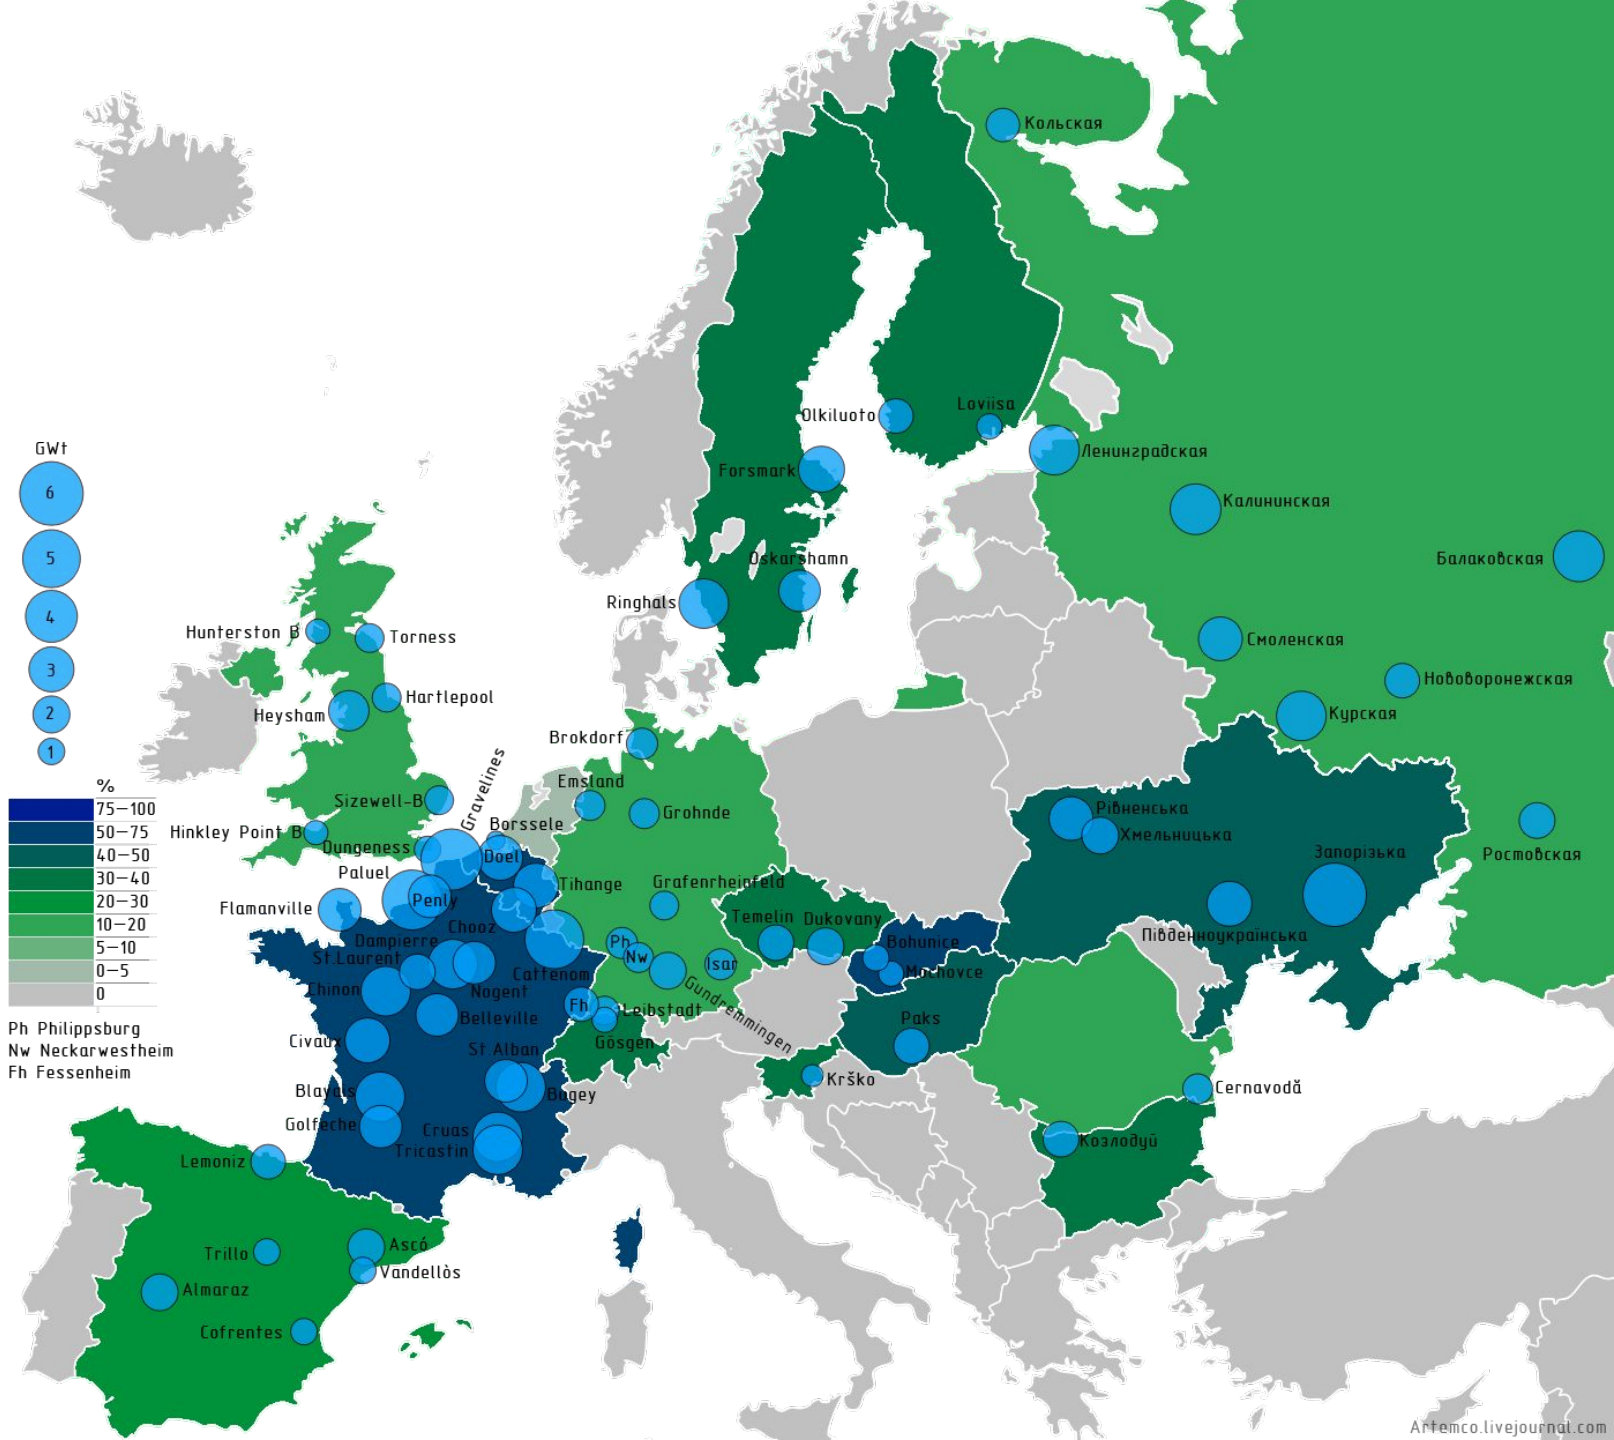 Кольская
Olkiluoto
Loviisa
Ленинградская
GWt
6
5
4
3
2
1
Forsmark
Калининская
Oskarshamn
Балаковская
Ringhals
Hunterston B
Torness
Смоленская
Нововоронежская
Hartlepool
Heysham
Курская
Brokdorf
Gravelines
Emsland
%
75—100
50—75
40—50
30—40
20—30
10—20
5—10
0—5
0
Sizewell-B
Grohnde
Рівненська
Borssele
Hinkley Point B
Хмельницька
Dungeness
Doel
Запорізька
Ростовская
Paluel
Tihange
Grafenrheinfeld
Penly
Flamanville
Temelin
Dukovany
Chooz
Південноукраїнська
Dampierre
Ph
Bohunice
St.Laurent
Nw
Isar
Cattenom
Mochovce
Chinon
Nogent
Gundremmingen
Fh
Leibstadt
Belleville
Paks
Ph Philippsburg
Nw Neckarwestheim
Fh Fessenheim
Civaux
Gösgen
St Alban
Krško
Cernavodă
Blayais
Bugey
Golfeche
Cruas
Козлодуй
Tricastin
Lemoniz
Ascó
Trillo
Vandellòs
Almaraz
Cofrentes
Artemco.livejournal.com